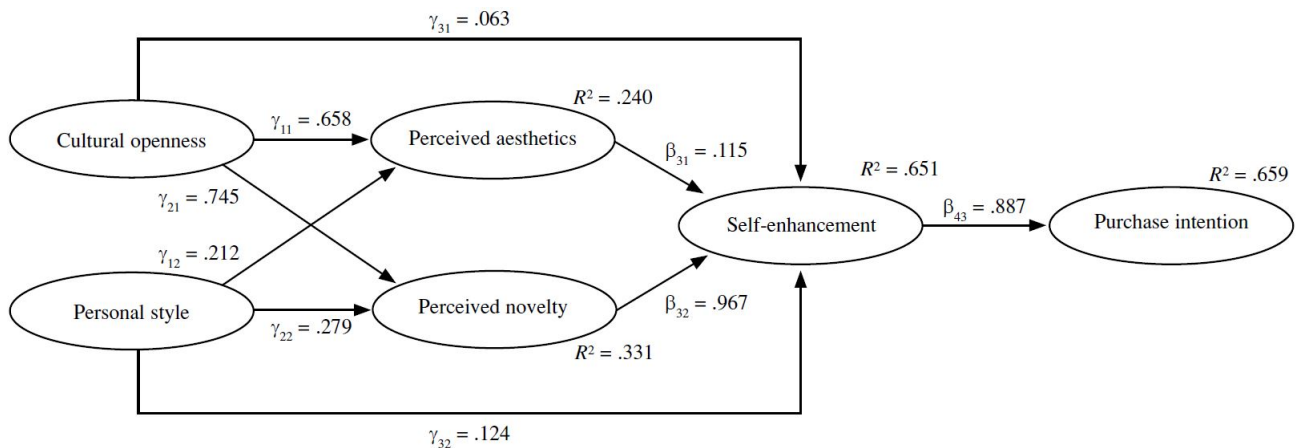 γ31 = .063
R² = .240
Cultural openness
γ11 = .658
Perceived aesthetics
β31 = .115
R² = .651
R² = .659
γ21 = .745
Self-enhancement
β43 = .887
Purchase intention
γ12 = .212
Personal style
Perceived novelty
β32 = .967
γ22 = .279
R² = .331
γ32 = .124